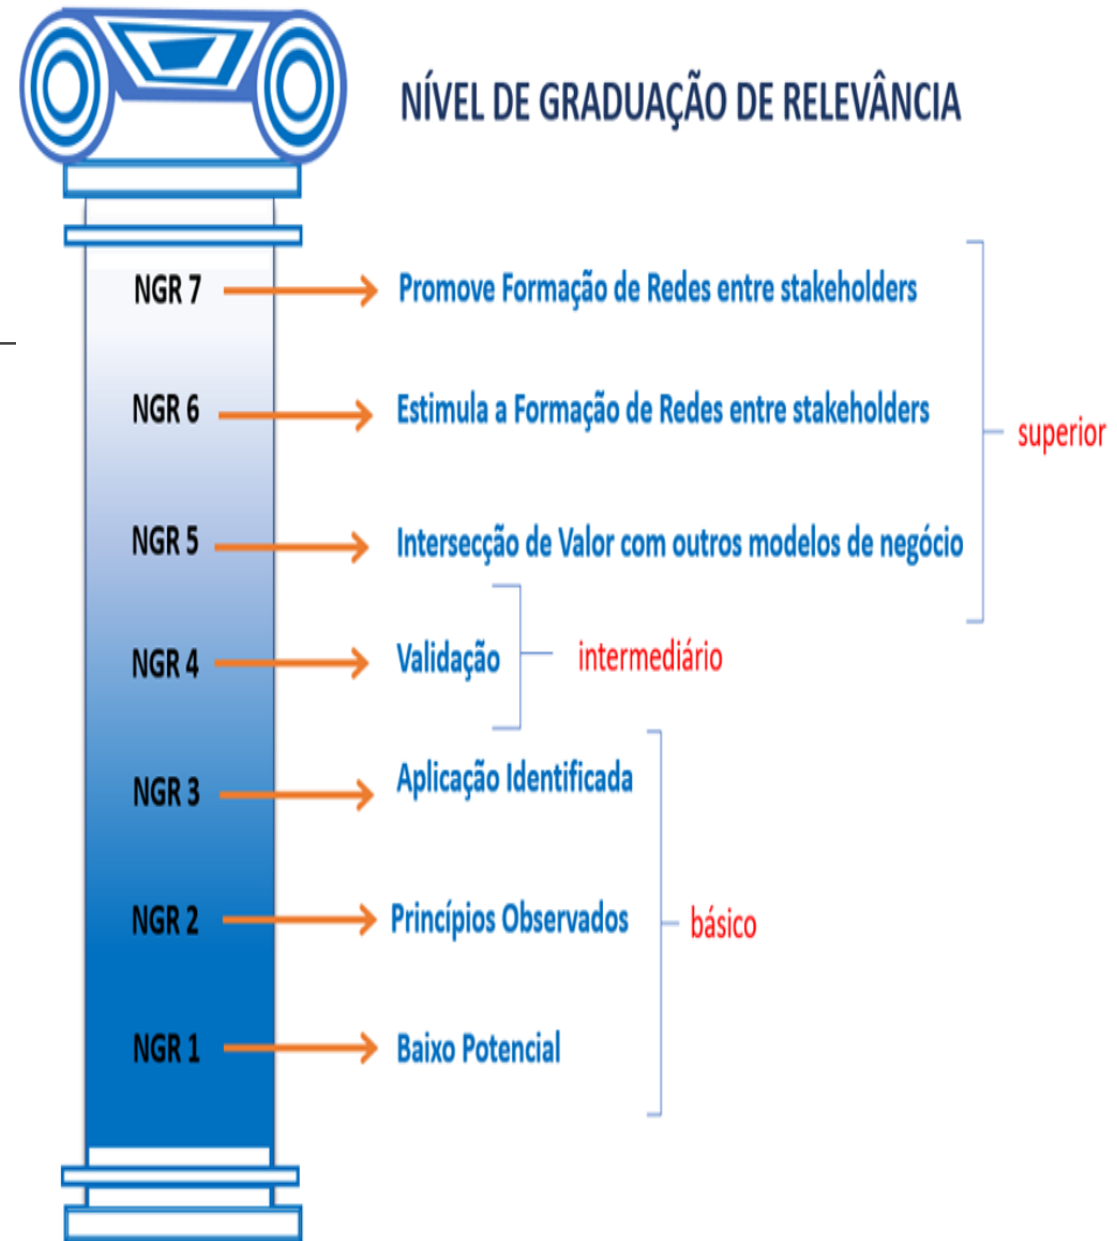 NÍVEL DE GRADUAÇÃO DE RELEVÂNCIA
NGR 7 Promove Formação de Redes entre stakeholders
NGR 6 Estimula a Formação de Redes entre stakeholders
superior
NGR 5 Intersecção de Valor com outros modelos de negócio
NGR 4 Validação intermediário
NGR 3 Aplicação Identificada
NGR 2 Princípios Observados básico
NGR 1 Baixo Potencial